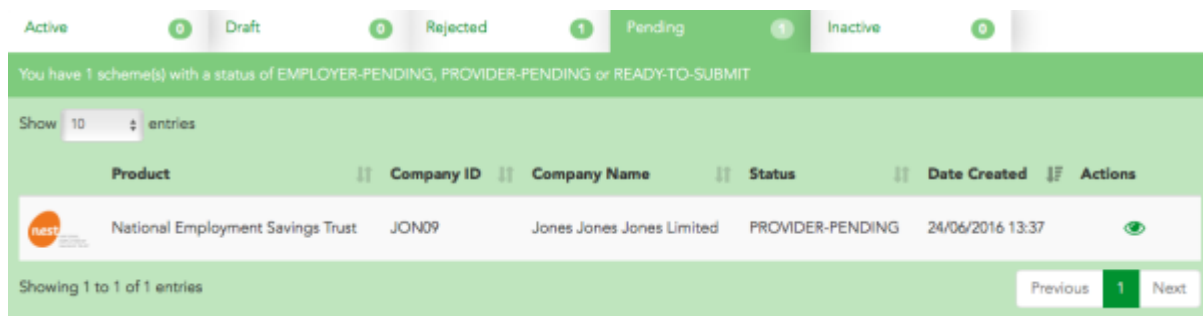 Active 0 Draft 0 Rejected 1 Pending 1 Inactive 0
You have 1 scheme(s) with a status of EMPLOYER-PENDING, PROVIDER-PENDING or READY-TO-SUBMIT
Show 10 entries
Product Company ID Company Name Status Date Created Actions
nest National Employment Savings Trust JON09 Jones Jones Jones Limited PROVIDER-PENDING 24/06/2016 13:37
Showing 1 to 1 of 1 entries
Previous 1 Next